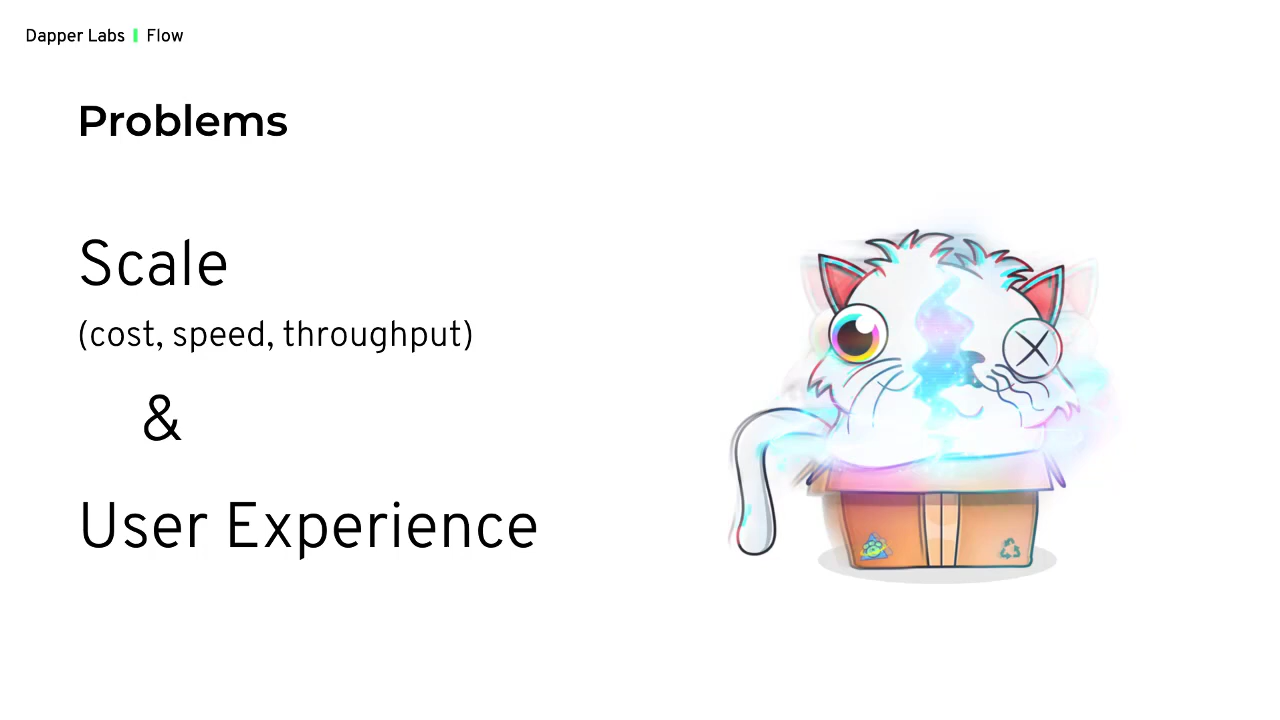 Dapper Labs | Flow
Problems
Scale
(cost, speed, throughput)
&
User Experience